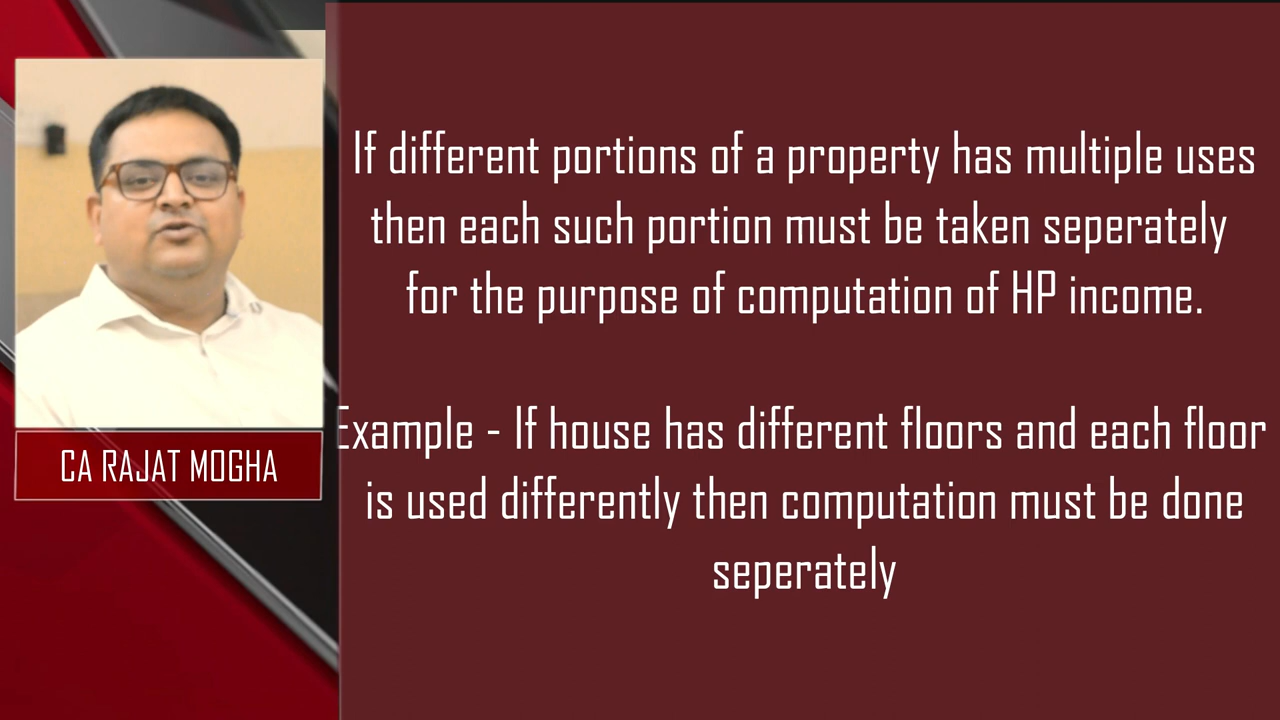 CA RAJAT MOGHA
If different portions of a property has multiple uses
then each such portion must be taken seperately
for the purpose of computation of HP income.
Example - If house has different floors and each floor
is used differently then computation must be done
seperately